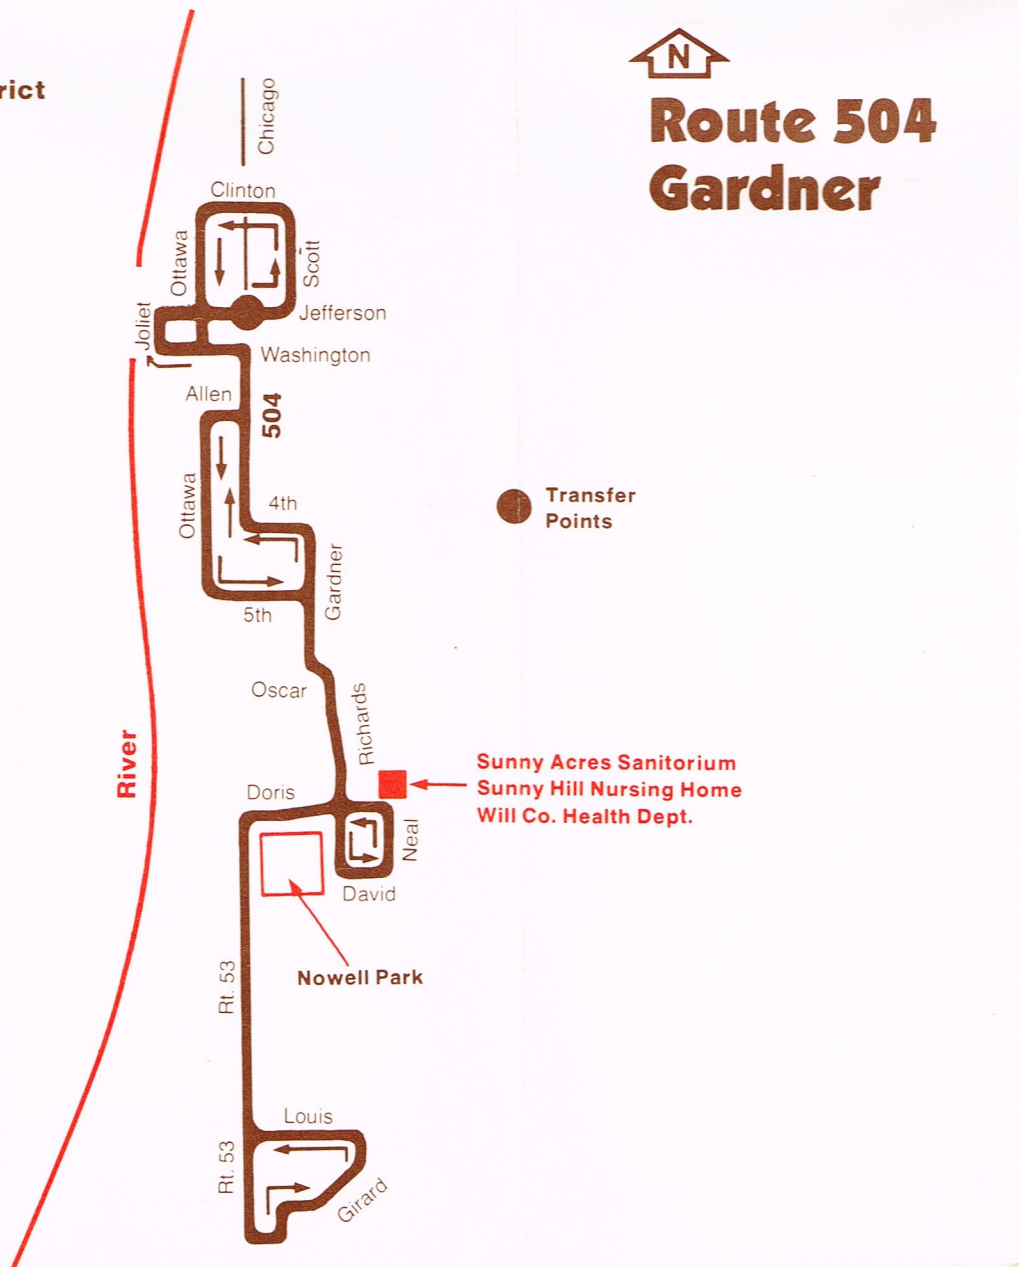 rict
N
Route 504
Gardner
Chicago
Clinton
Ottawa
Scott
Joliet
Jefferson
Washington
Allen
504
Ottawa
4th
Transfer
Points
Gardner
5th
Oscar
Richards
River
Sunny Acres Sanitorium
Sunny Hill Nursing Home
Will Co. Health Dept.
Doris
Neal
David
Nowell Park
Rt. 53
Louis
Rt. 53
Girard